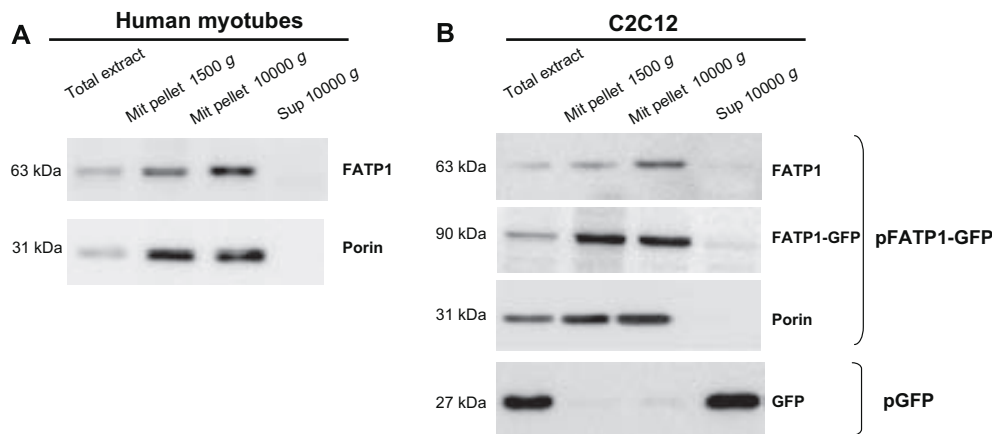 A
Human myotubes
Total extract
Mit pellet 1500 g
Mit pellet 10000 g
Sup 10000 g
63 kDa
FATP1
31 kDa
Porin
B
C2C12
Total extract
Mit pellet 1500 g
Mit pellet 10000 g
Sup 10000 g
63 kDa
FATP1
90 kDa
FATP1-GFP
pFATP1-GFP
31 kDa
Porin
27 kDa
GFP
pGFP